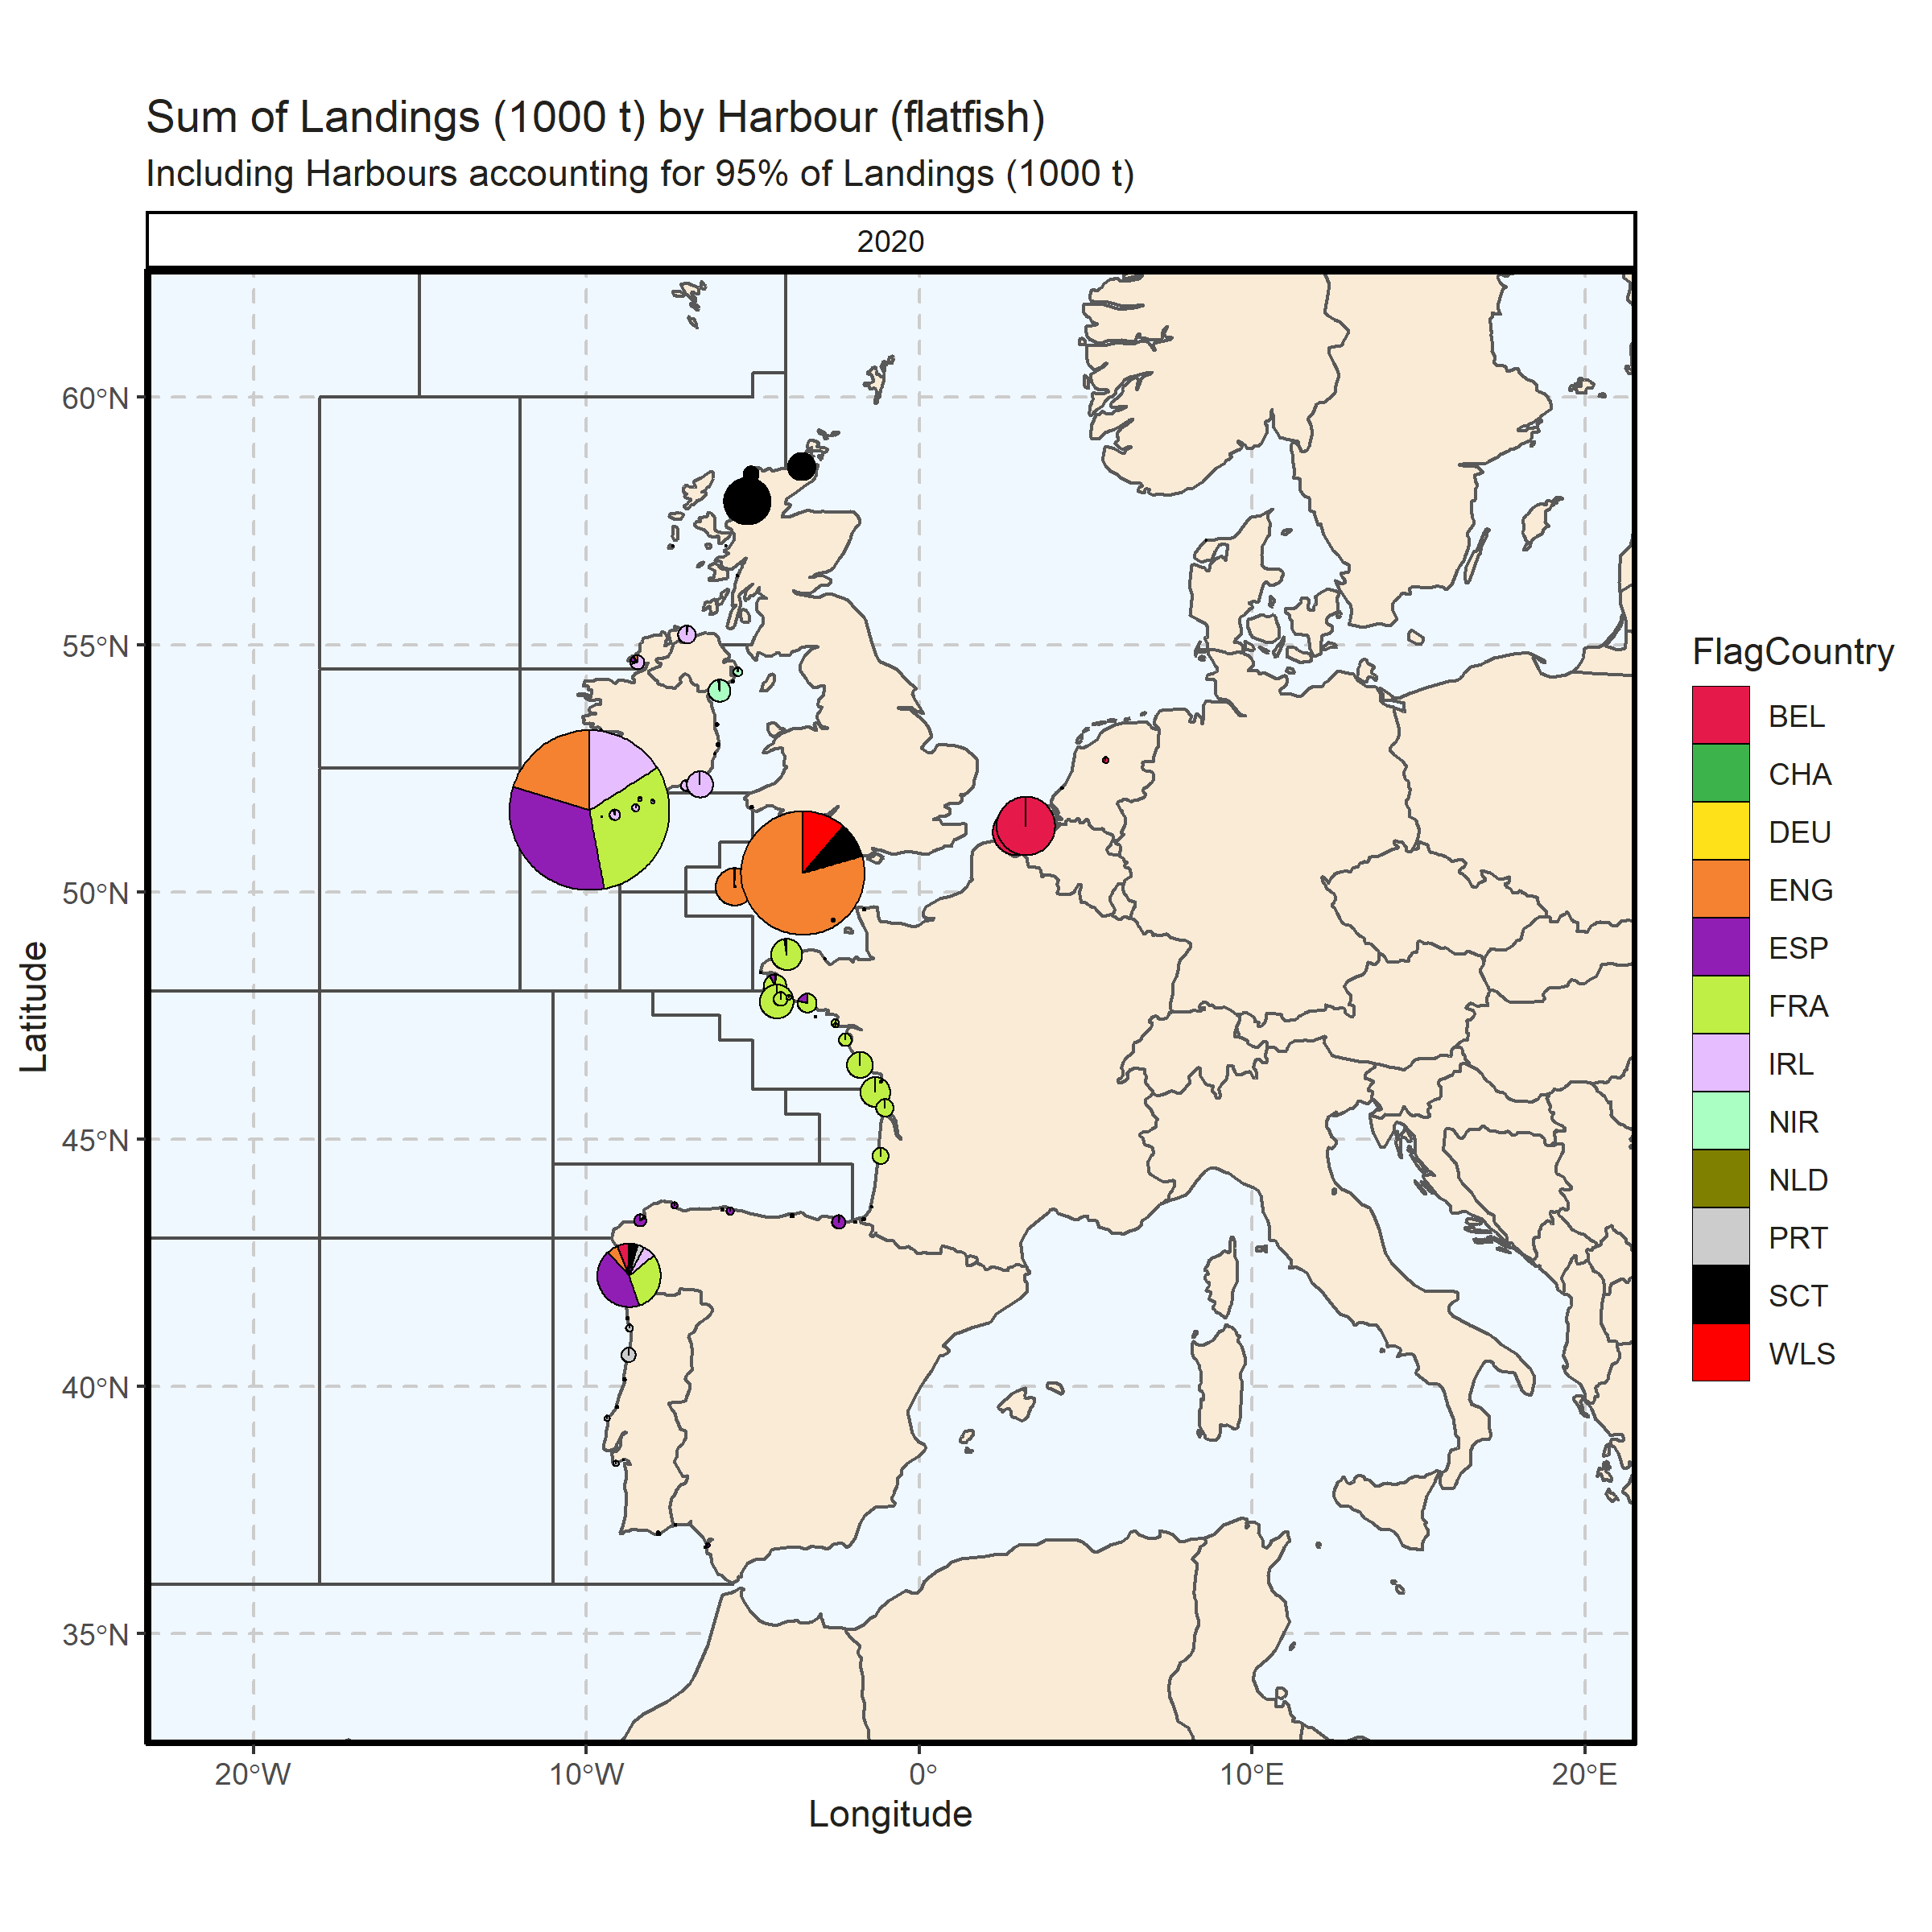 Sum of Landings (1000 t) by Harbour (flatfish)
Including Harbours accounting for 95% of Landings (1000 t)
2020
60°N
55°N
50°N
45°N
40°N
35°N
Latitude
20°W
10°W
0°
10°E
20°E
Longitude
FlagCountry
BEL
CHA
DEU
ENG
ESP
FRA
IRL
NIR
NLD
PRT
SCT
WLS